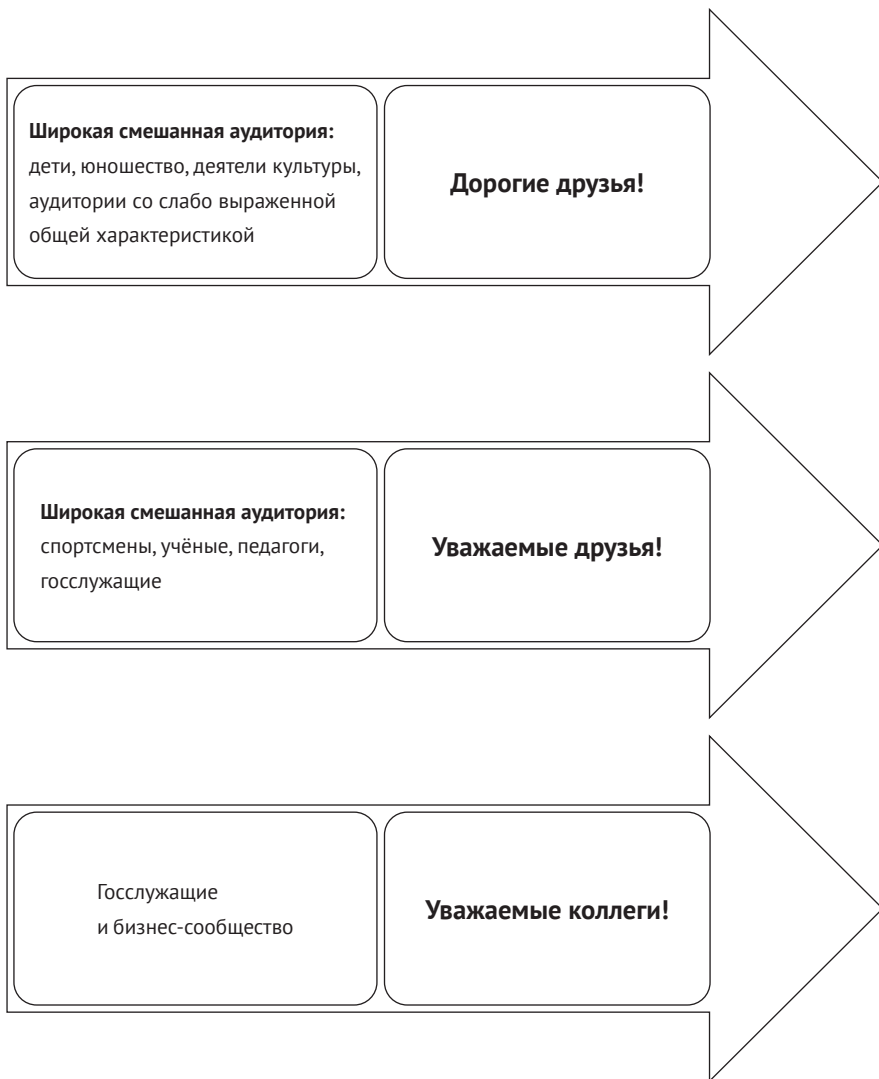 Широкая смешанная аудитория:
дети, юношество, деятели культуры,
аудитории со слабо выраженной
общей характеристикой
Дорогие друзья!
Широкая смешанная аудитория:
спортсмены, учёные, педагоги,
госслужащие
Уважаемые друзья!
Госслужащие
и бизнес-сообщество
Уважаемые коллеги!